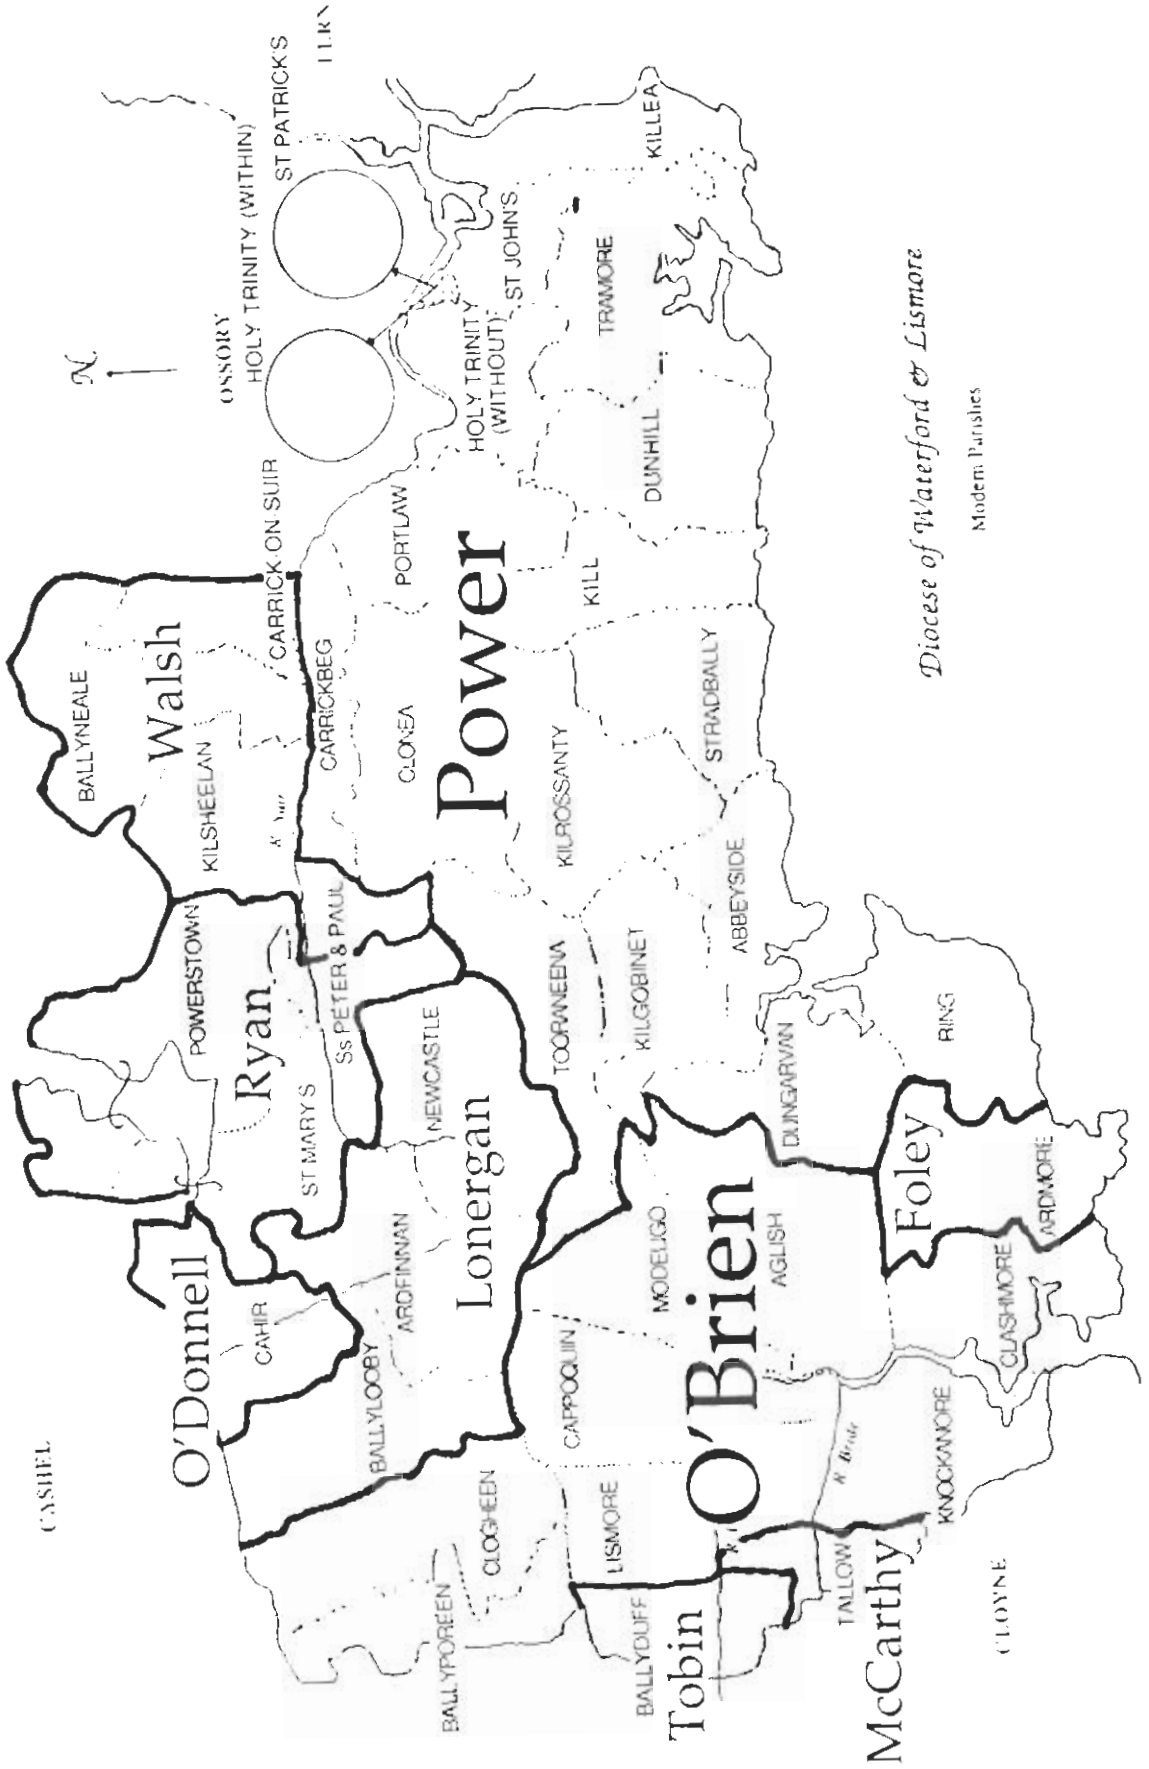 CASHEL
OSSORY
N
HOLY TRINITY (WITHIN)
ST PATRICK'S
BALLYNEALE
Walsh
KILSHEELAN
CARRICK-ON-SUIR
CARRICKBEG
POWERSTOWN
Ryan
ST MARY'S
Ss PETER & PAUL
O'Donnell
CAHIR
BALLYLOOBY
ARDFINNAN
NEWCASTLE
Lonergan
CLONEA
PORTLAW
Power
HOLY TRINITY
(WITHOUT)
ST JOHN'S
KILLEA
TRAMORE
DUNHILL
KILL
KILROSSANTY
STRADBALLY
TOORANEENA
KILGOBINET
ABBEYSIDE
DUNGARVAN
RING
BALLYPOREEN
CLOGHEEN
CAPPOQUIN
LISMORE
MODELIGO
O'Brien
AGLISH
BALLYDUFF
Tobin
TALLOW
McCarthy
R Bride
KNOCKANORE
CLASHMORE
Foley
ARDMORE
CLOYNE
Diocese of Waterford & Lismore
Modern Parishes